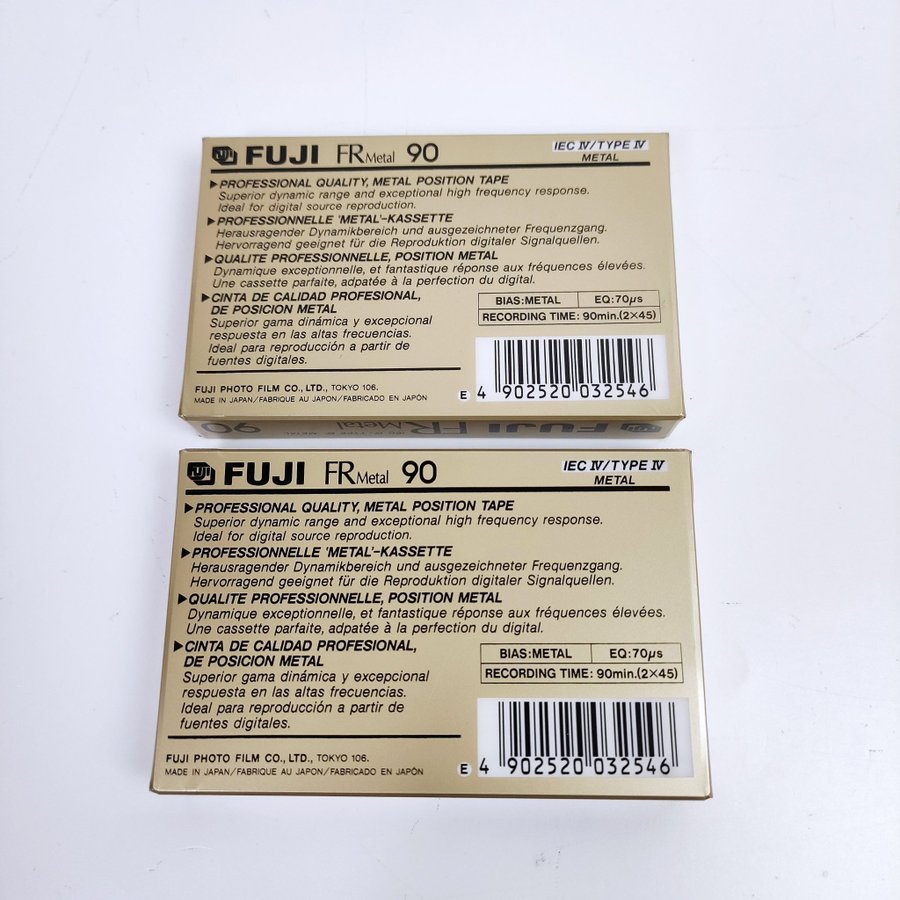 FUJI FR Metal 90 IEC IV/TYPE IV
METAL
▶PROFESSIONAL QUALITY, METAL POSITION TAPE
Superior dynamic range and exceptional high frequency response.
Ideal for digital source reproduction.
▶PROFESSIONNELLE 'METAL'-KASSETTE
Herausragender Dynamikbereich und ausgezeichneter Frequenzgang.
Hervorragend geeignet für die Reproduktion digitaler Signalquellen.
▶QUALITE PROFESSIONNELLE, POSITION METAL
Dynamique exceptionnelle, et fantastique réponse aux fréquences élevées.
Une cassette parfaite, adpatée à la perfection du digital.
▶CINTA DE CALIDAD PROFESIONAL,
DE POSICION METAL
Superior gama dinámica y excepcional
respuesta en las altas frecuencias.
Ideal para reproducción a partir de
fuentes digitales.
BIAS:METAL EQ:70μs
RECORDING TIME: 90min.(2×45)
FUJI PHOTO FILM CO., LTD., TOKYO 106.
MADE IN JAPAN/FABRIQUE AU JAPON/FABRICADO EN JAPÓN
E 4 902520 032546
FUJI FR Metal 90 IEC IV/TYPE IV METAL
FUJI FR Metal 90 IEC IV/TYPE IV
METAL
▶PROFESSIONAL QUALITY, METAL POSITION TAPE
Superior dynamic range and exceptional high frequency response.
Ideal for digital source reproduction.
▶PROFESSIONNELLE 'METAL'-KASSETTE
Herausragender Dynamikbereich und ausgezeichneter Frequenzgang.
Hervorragend geeignet für die Reproduktion digitaler Signalquellen.
▶QUALITE PROFESSIONNELLE, POSITION METAL
Dynamique exceptionnelle, et fantastique réponse aux fréquences élevées.
Une cassette parfaite, adpatée à la perfection du digital.
▶CINTA DE CALIDAD PROFESIONAL,
DE POSICION METAL
Superior gama dinámica y excepcional
respuesta en las altas frecuencias.
Ideal para reproducción a partir de
fuentes digitales.
BIAS:METAL EQ:70μs
RECORDING TIME: 90min.(2×45)
FUJI PHOTO FILM CO., LTD., TOKYO 106.
MADE IN JAPAN/FABRIQUE AU JAPON/FABRICADO EN JAPÓN
E 4 902520 032546